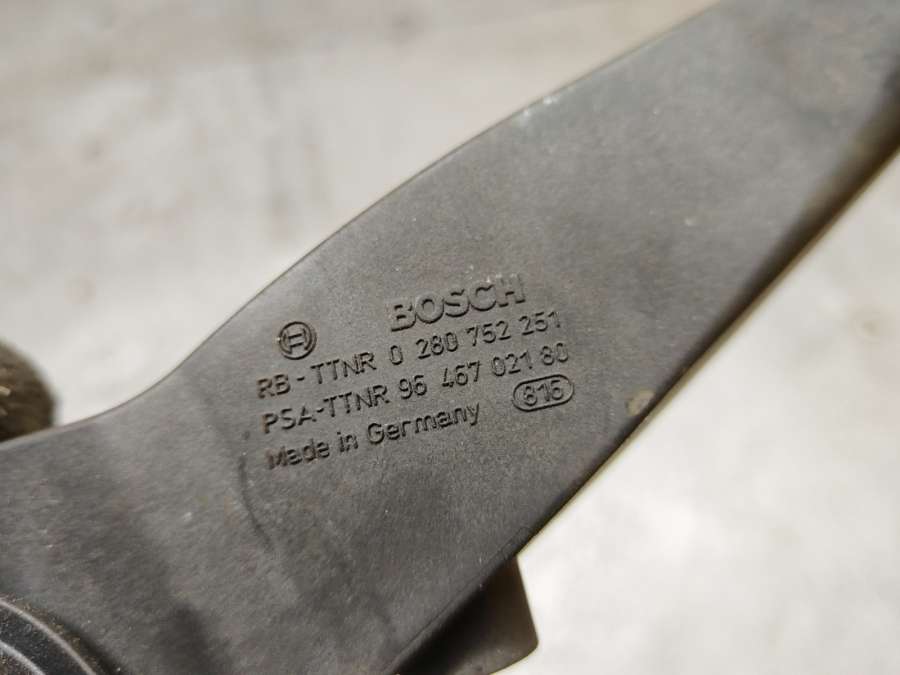 BOSCH
RB-TTNR 0 280 752 251
PSA-TTNR 96 467 021 80
Made in Germany 816